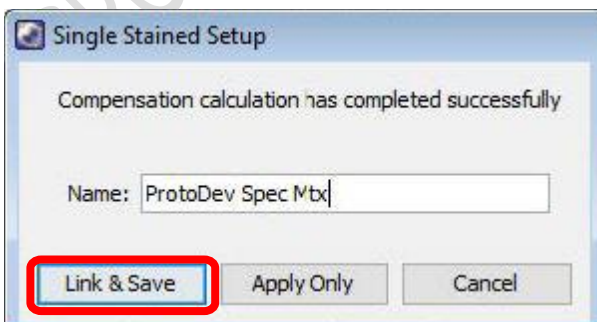 Single Stained Setup
Compensation calculation has completed successfully
Name: ProtoDev Spec Mtx
Link & Save Apply Only Cancel